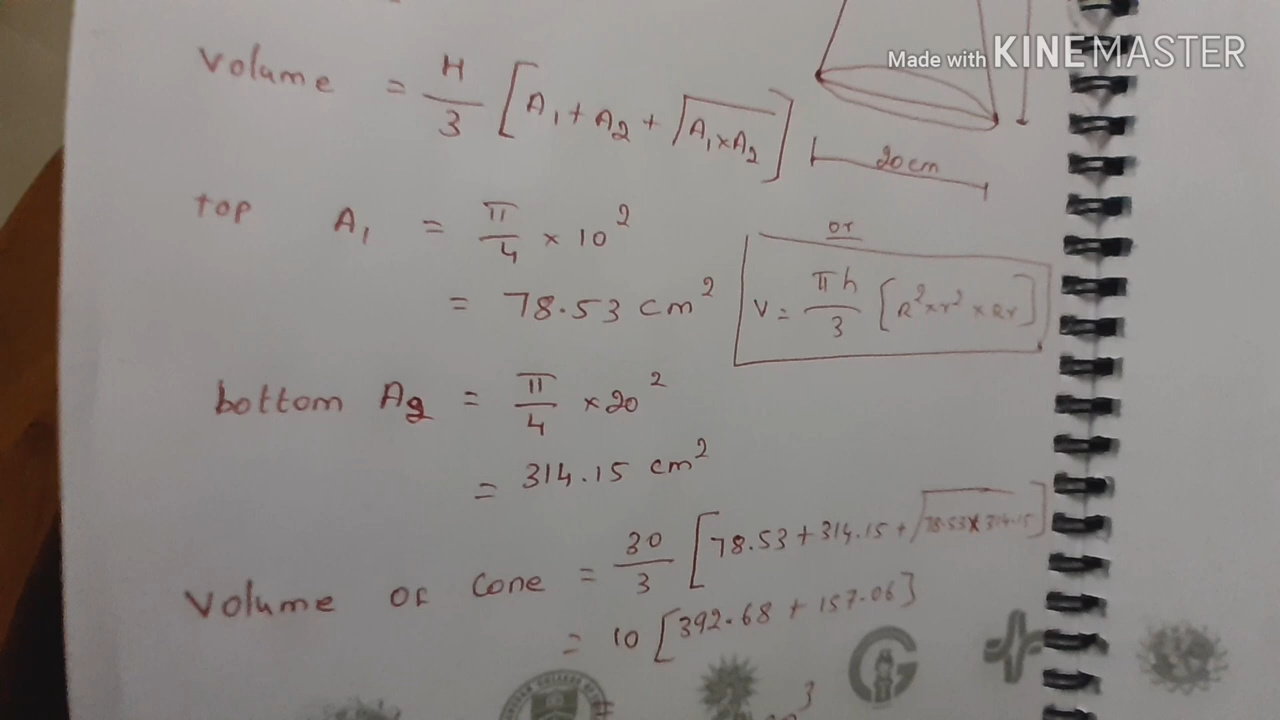 Made with KINEMASTER
Volume = H/3 [A₁ + A₂ + √A₁×A₂]
20cm
top A₁ = π/4 × 10²
= 78.53 cm²
or
V = πh/3 [R² × r² × Rr]
bottom A₂ = π/4 × 20²
= 314.15 cm²
Volume OF Cone = 30/3 [78.53 + 314.15 + √78.53 × 314.15]
= 10 [392.68 + 157.06]